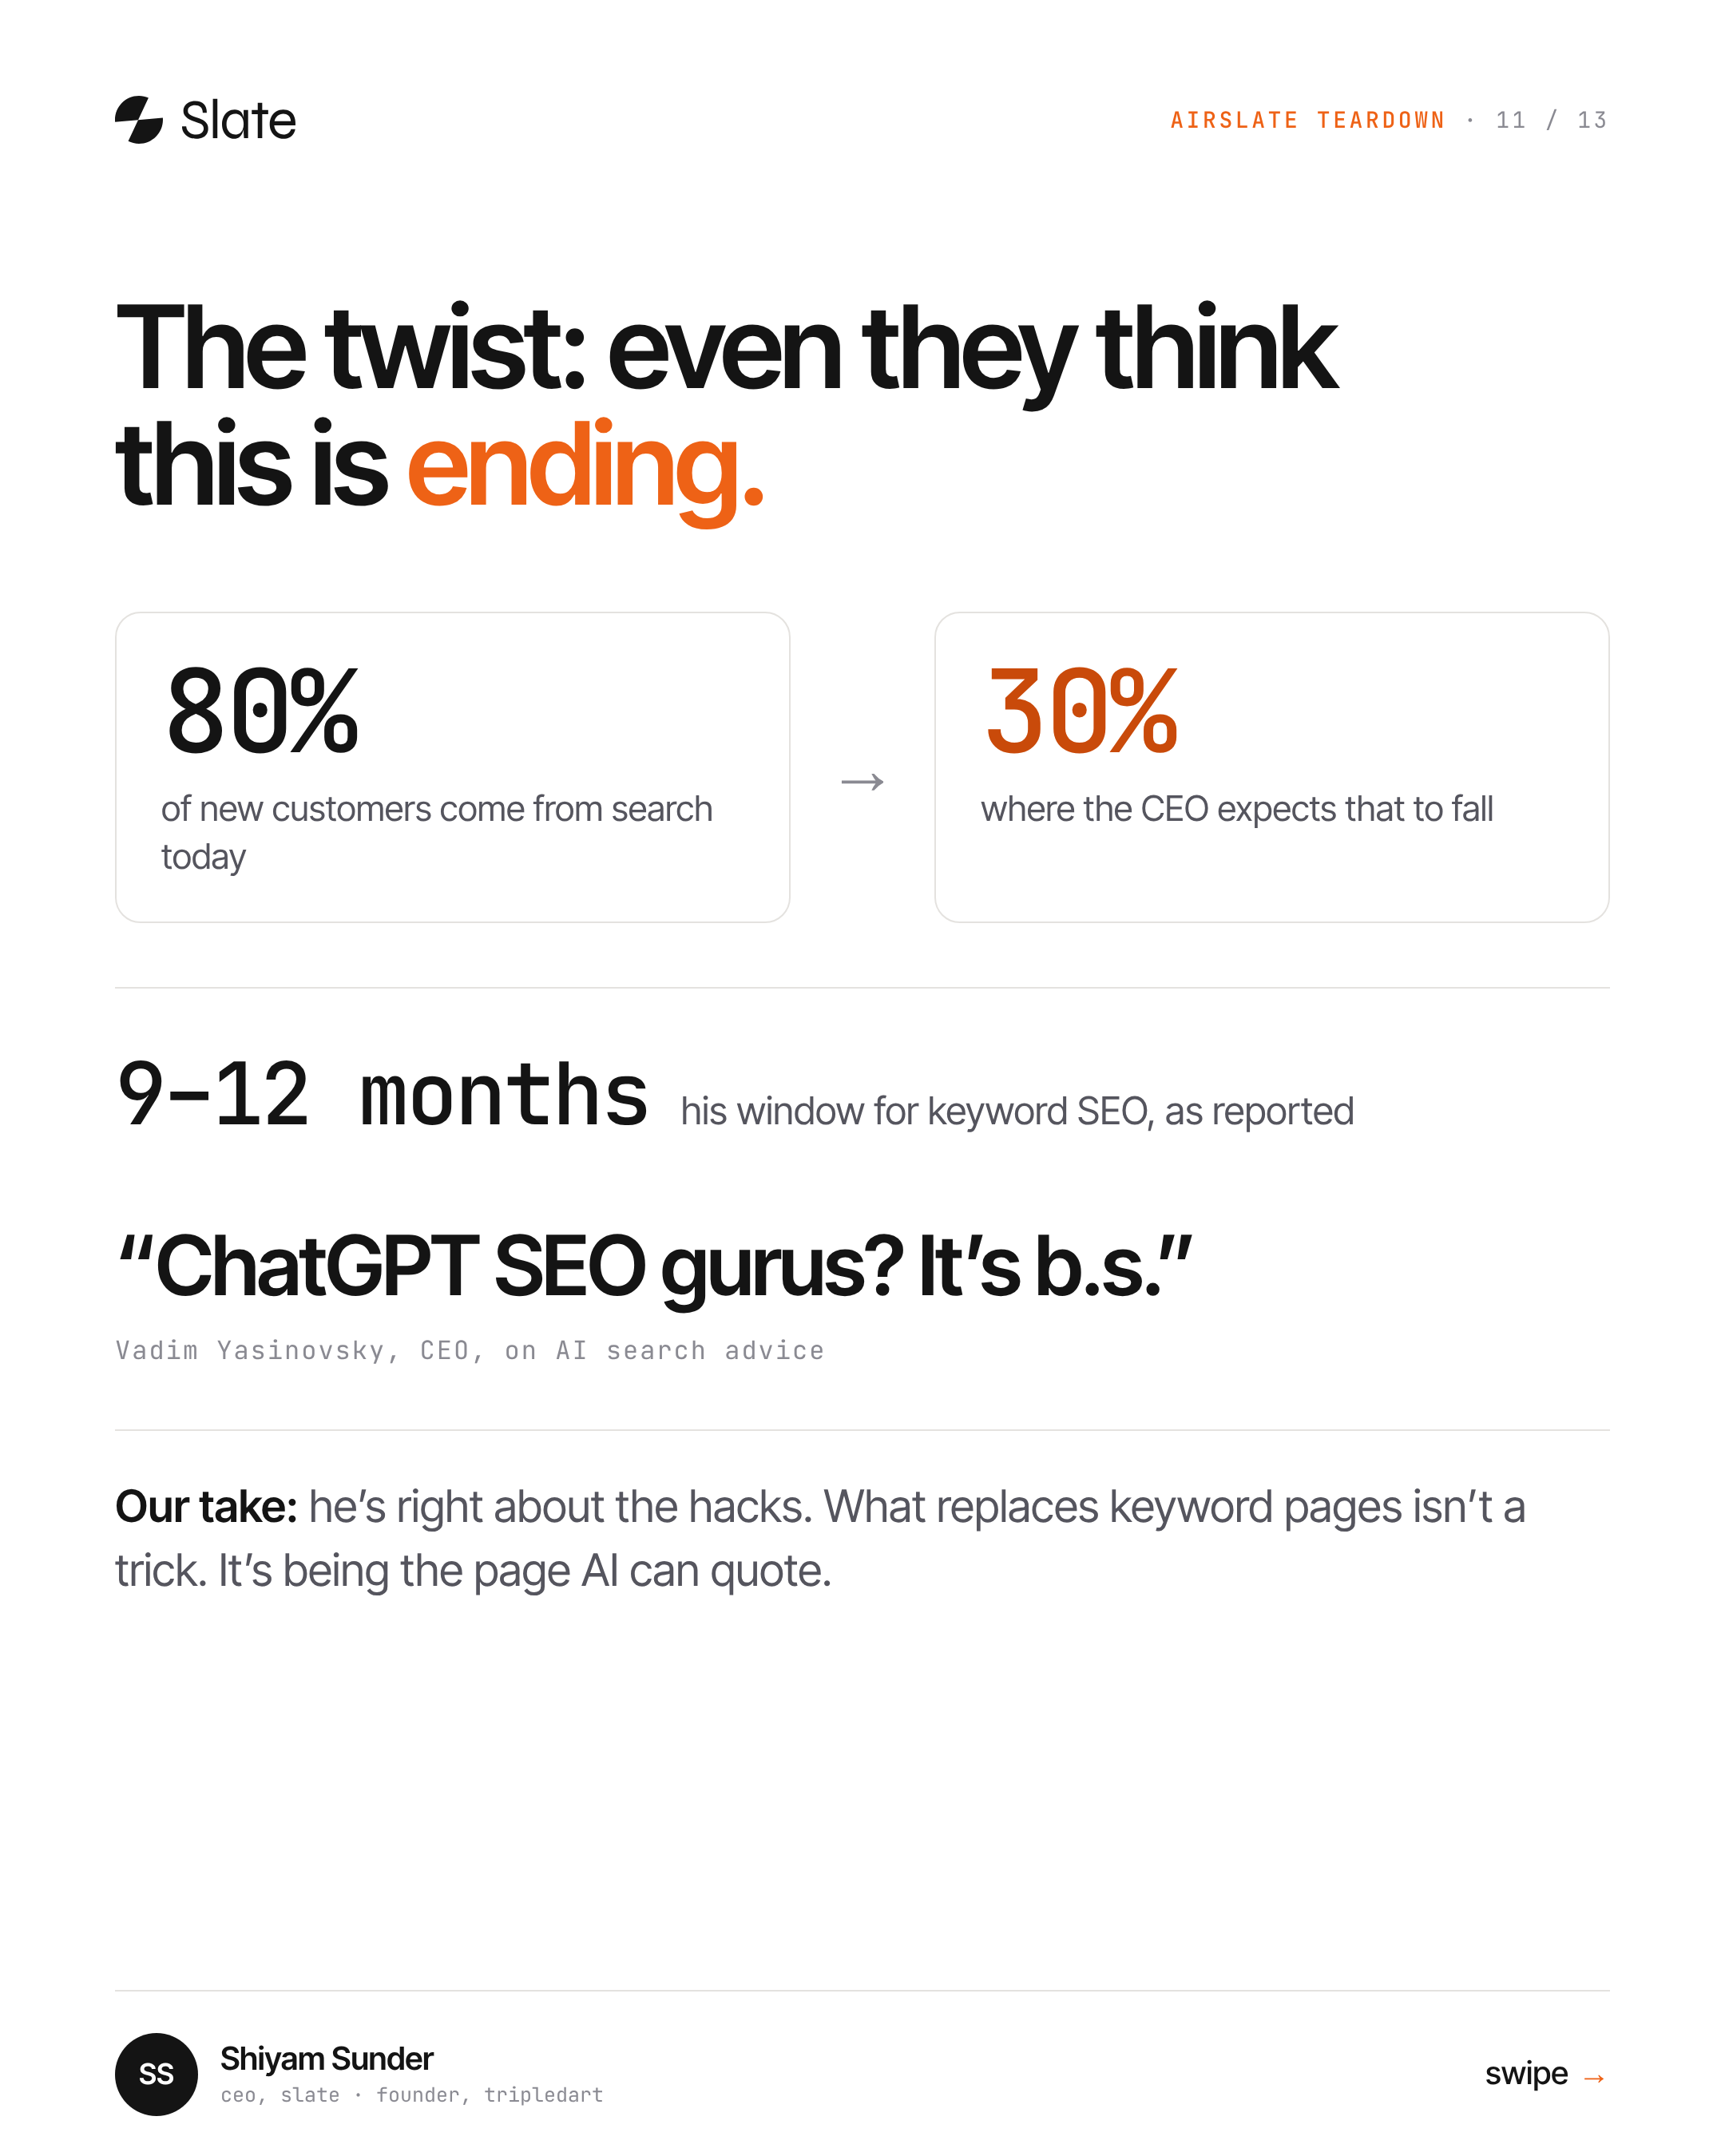 Slate
AIRSLATE TEARDOWN · 11 / 13
The twist: even they think
this is ending.
80%
of new customers come from search
today
→
30%
where the CEO expects that to fall
9–12 months his window for keyword SEO, as reported
“ChatGPT SEO gurus? It’s b.s.”
Vadim Yasinovsky, CEO, on AI search advice
Our take: he’s right about the hacks. What replaces keyword pages isn’t a
trick. It’s being the page AI can quote.
SS
Shiyam Sunder
ceo, slate · founder, tripledart
swipe →